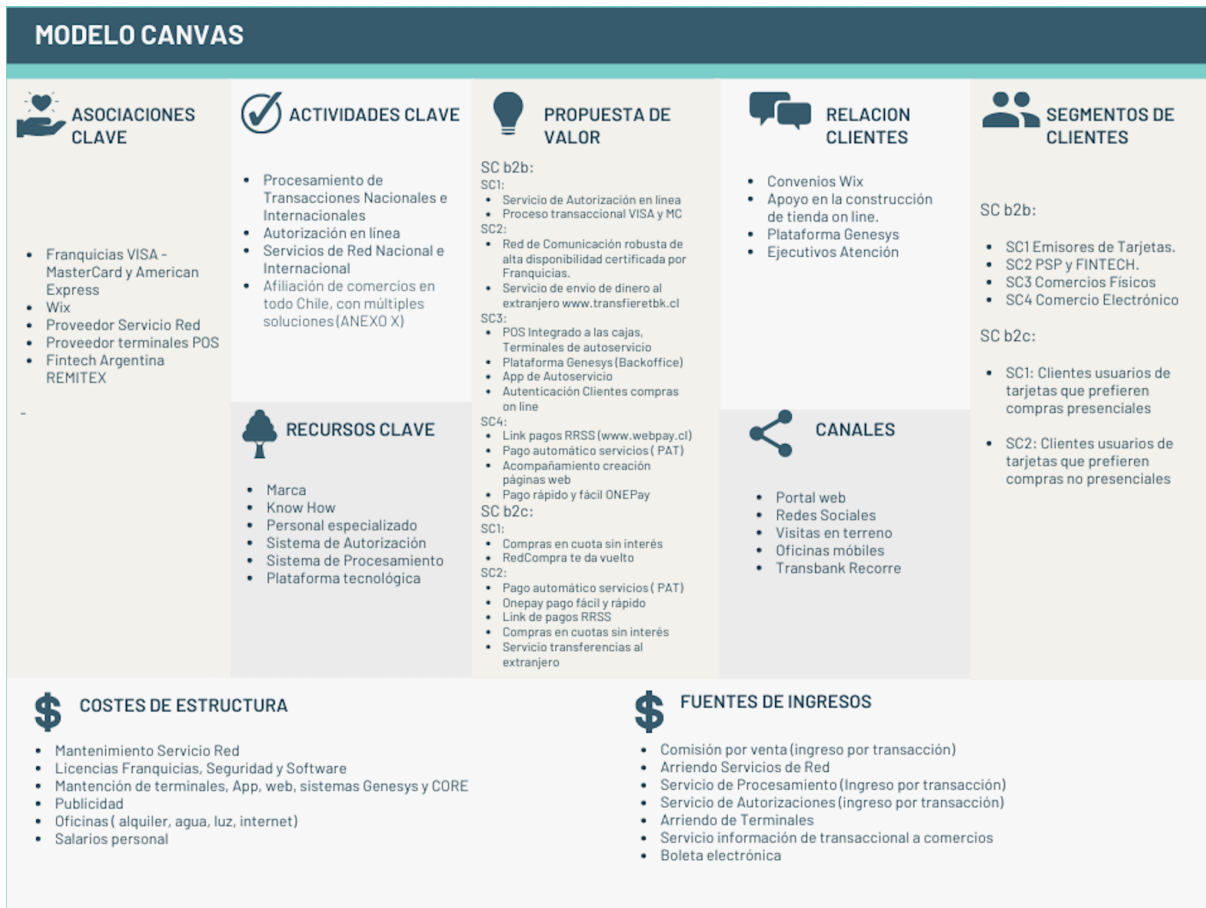 MODELO CANVAS
ASOCIACIONES
CLAVE
• Franquicias VISA -
MasterCard y American
Express
• Wix
• Proveedor Servicio Red
• Proveedor terminales POS
• Fintech Argentina
REMITEX
-
ACTIVIDADES CLAVE
• Procesamiento de
Transacciones Nacionales e
Internacionales
• Autorización en línea
• Servicios de Red Nacional e
Internacional
• Afiliación de comercios en
todo Chile, con múltiples
soluciones (ANEXO X)
RECURSOS CLAVE
• Marca
• Know How
• Personal especializado
• Sistema de Autorización
• Sistema de Procesamiento
• Plataforma tecnológica
PROPUESTA DE
VALOR
SC b2b:
SC1:
• Servicio de Autorización en línea
• Proceso transaccional VISA y MC
SC2:
• Red de Comunicación robusta de
alta disponibilidad certificada por
Franquicias.
• Servicio de envío de dinero al
extranjero www.transfieretbk.cl
SC3:
• POS Integrado a las cajas,
Terminales de autoservicio
• Plataforma Genesys (Backoffice)
• App de Autoservicio
• Autenticación Clientes compras
on line
SC4:
• Link pagos RRSS (www.webpay.cl)
• Pago automático servicios ( PAT)
• Acompañamiento creación
páginas web
• Pago rápido y fácil ONEPay
SC b2c:
SC1:
• Compras en cuota sin interés
• RedCompra te da vuelto
SC2:
• Pago automático servicios ( PAT)
• Onepay pago fácil y rápido
• Link de pagos RRSS
• Compras en cuotas sin interés
• Servicio transferencias al
extranjero
RELACION
CLIENTES
• Convenios Wix
• Apoyo en la construcción
de tienda on line.
• Plataforma Genesys
• Ejecutivos Atención
CANALES
• Portal web
• Redes Sociales
• Visitas en terreno
• Oficinas móbiles
• Transbank Recorre
SEGMENTOS DE
CLIENTES
SC b2b:
• SC1 Emisores de Tarjetas.
• SC2 PSP y FINTECH.
• SC3 Comercios Físicos
• SC4 Comercio Electrónico
SC b2c:
• SC1: Clientes usuarios de
tarjetas que prefieren
compras presenciales
• SC2: Clientes usuarios de
tarjetas que prefieren
compras no presenciales
COSTES DE ESTRUCTURA
• Mantenimiento Servicio Red
• Licencias Franquicias, Seguridad y Software
• Mantención de terminales, App, web, sistemas Genesys y CORE
• Publicidad
• Oficinas ( alquiler, agua, luz, internet)
• Salarios personal
FUENTES DE INGRESOS
• Comisión por venta (ingreso por transacción)
• Arriendo Servicios de Red
• Servicio de Procesamiento (Ingreso por transacción)
• Servicio de Autorizaciones (ingreso por transacción)
• Arriendo de Terminales
• Servicio información de transaccional a comercios
• Boleta electrónica